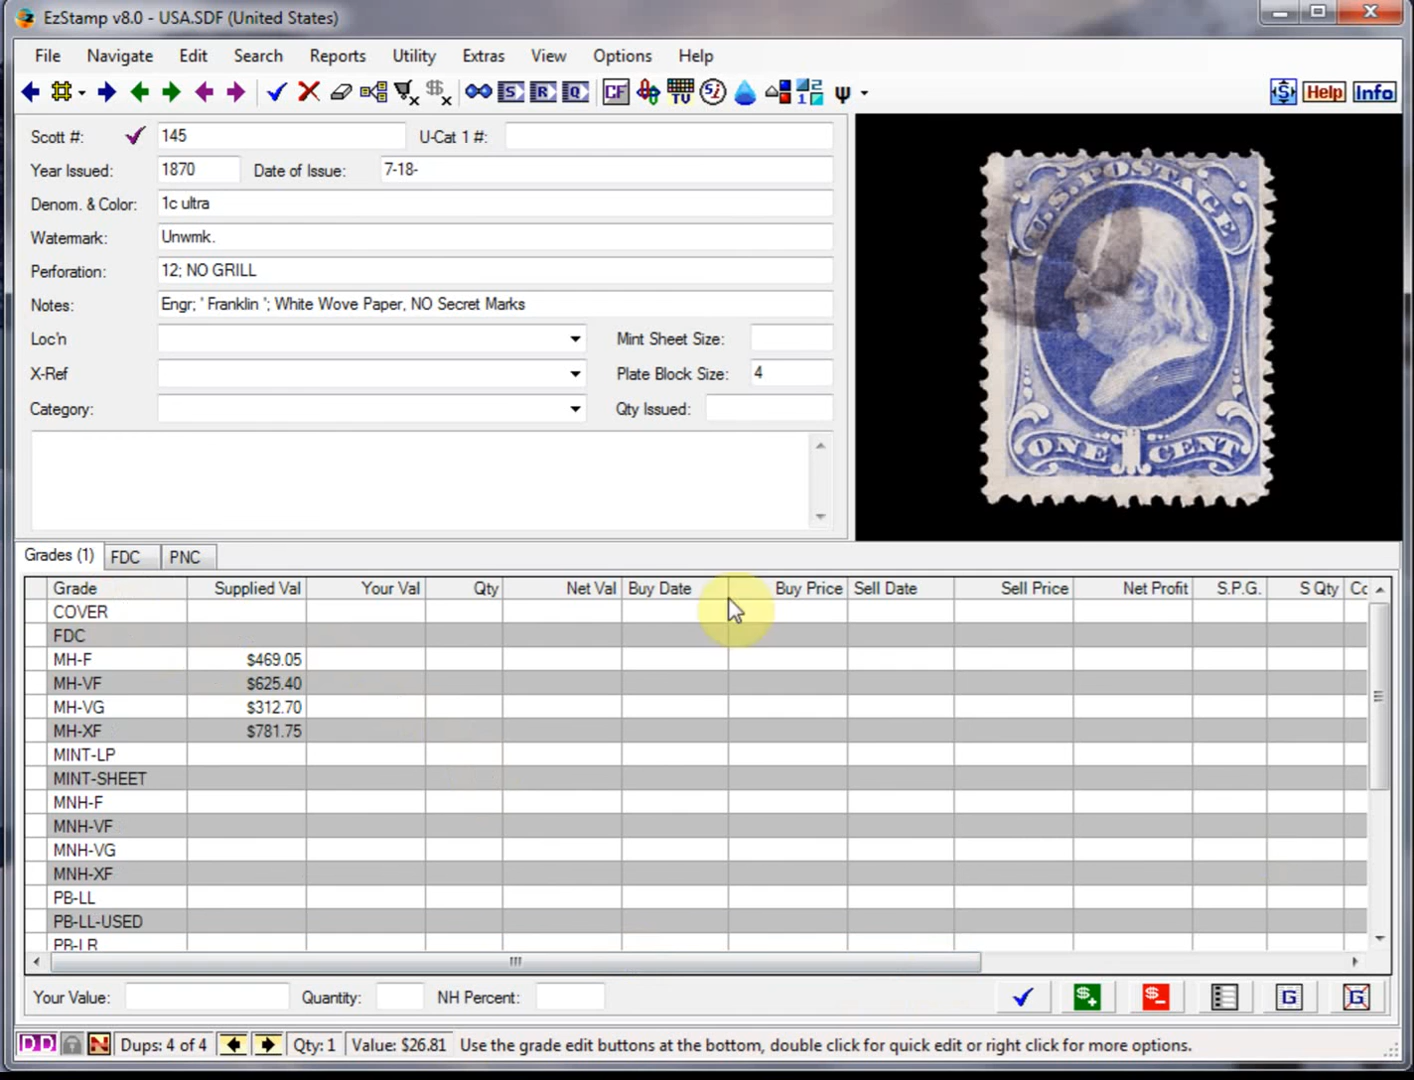 EzStamp v8.0 - USA.SDF (United States)
File Navigate Edit Search Reports Utility Extras View Options Help
S R Q CF TV Help Info
Scott #: 145 U-Cat 1 #:
Year Issued: 1870 Date of Issue: 7-18-
Denom. & Color: 1c ultra
Watermark: Unwmk.
Perforation: 12; NO GRILL
Notes: Engr; ' Franklin '; White Wove Paper, NO Secret Marks
Loc'n Mint Sheet Size:
X-Ref Plate Block Size: 4
Category: Qty Issued:
U.S. POSTAGE
ONE 1 CENT
Grades (1) FDC PNC
Grade Supplied Val Your Val Qty Net Val Buy Date Buy Price Sell Date Sell Price Net Profit S.P.G. S Qty Cc
COVER
FDC
MH-F $469.05
MH-VF $625.40
MH-VG $312.70
MH-XF $781.75
MINT-LP
MINT-SHEET
MNH-F
MNH-VF
MNH-VG
MNH-XF
PB-LL
PB-LL-USED
PB-LR
Your Value: Quantity: NH Percent:
DD N Dups: 4 of 4 Qty: 1 Value: $26.81 Use the grade edit buttons at the bottom, double click for quick edit or right click for more options.